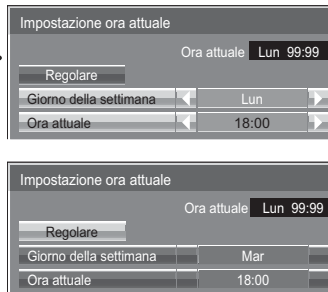 Impostazione ora attuale
Ora attuale Lun 99:99
Regolare
Giorno della settimana Lun
Ora attuale 18:00
Impostazione ora attuale
Ora attuale Lun 99:99
Regolare
Giorno della settimana Mar
Ora attuale 18:00